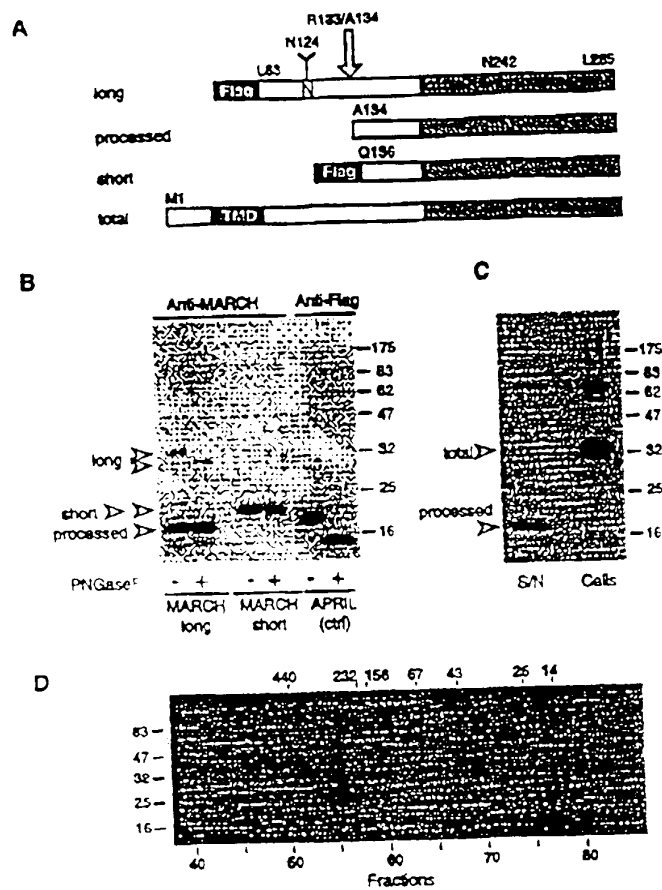 A
R133/A134
N124
L83
N242
L285
long
Flag
N
A134
processed
Q136
short
Flag
M1
total
TMD
B
C
Anti-MARCH
Anti-Flag
175
83
62
47
32
25
16
long
short
processed
175
83
62
47
32
25
16
total
processed
PNGaseF
- + - + - +
MARCH long
MARCH short
APRIL (ctrl)
S/N
Cells
D
440 232 158 67 43 25 14
83
47
32
25
16
40 50 60 70 80
Fractions